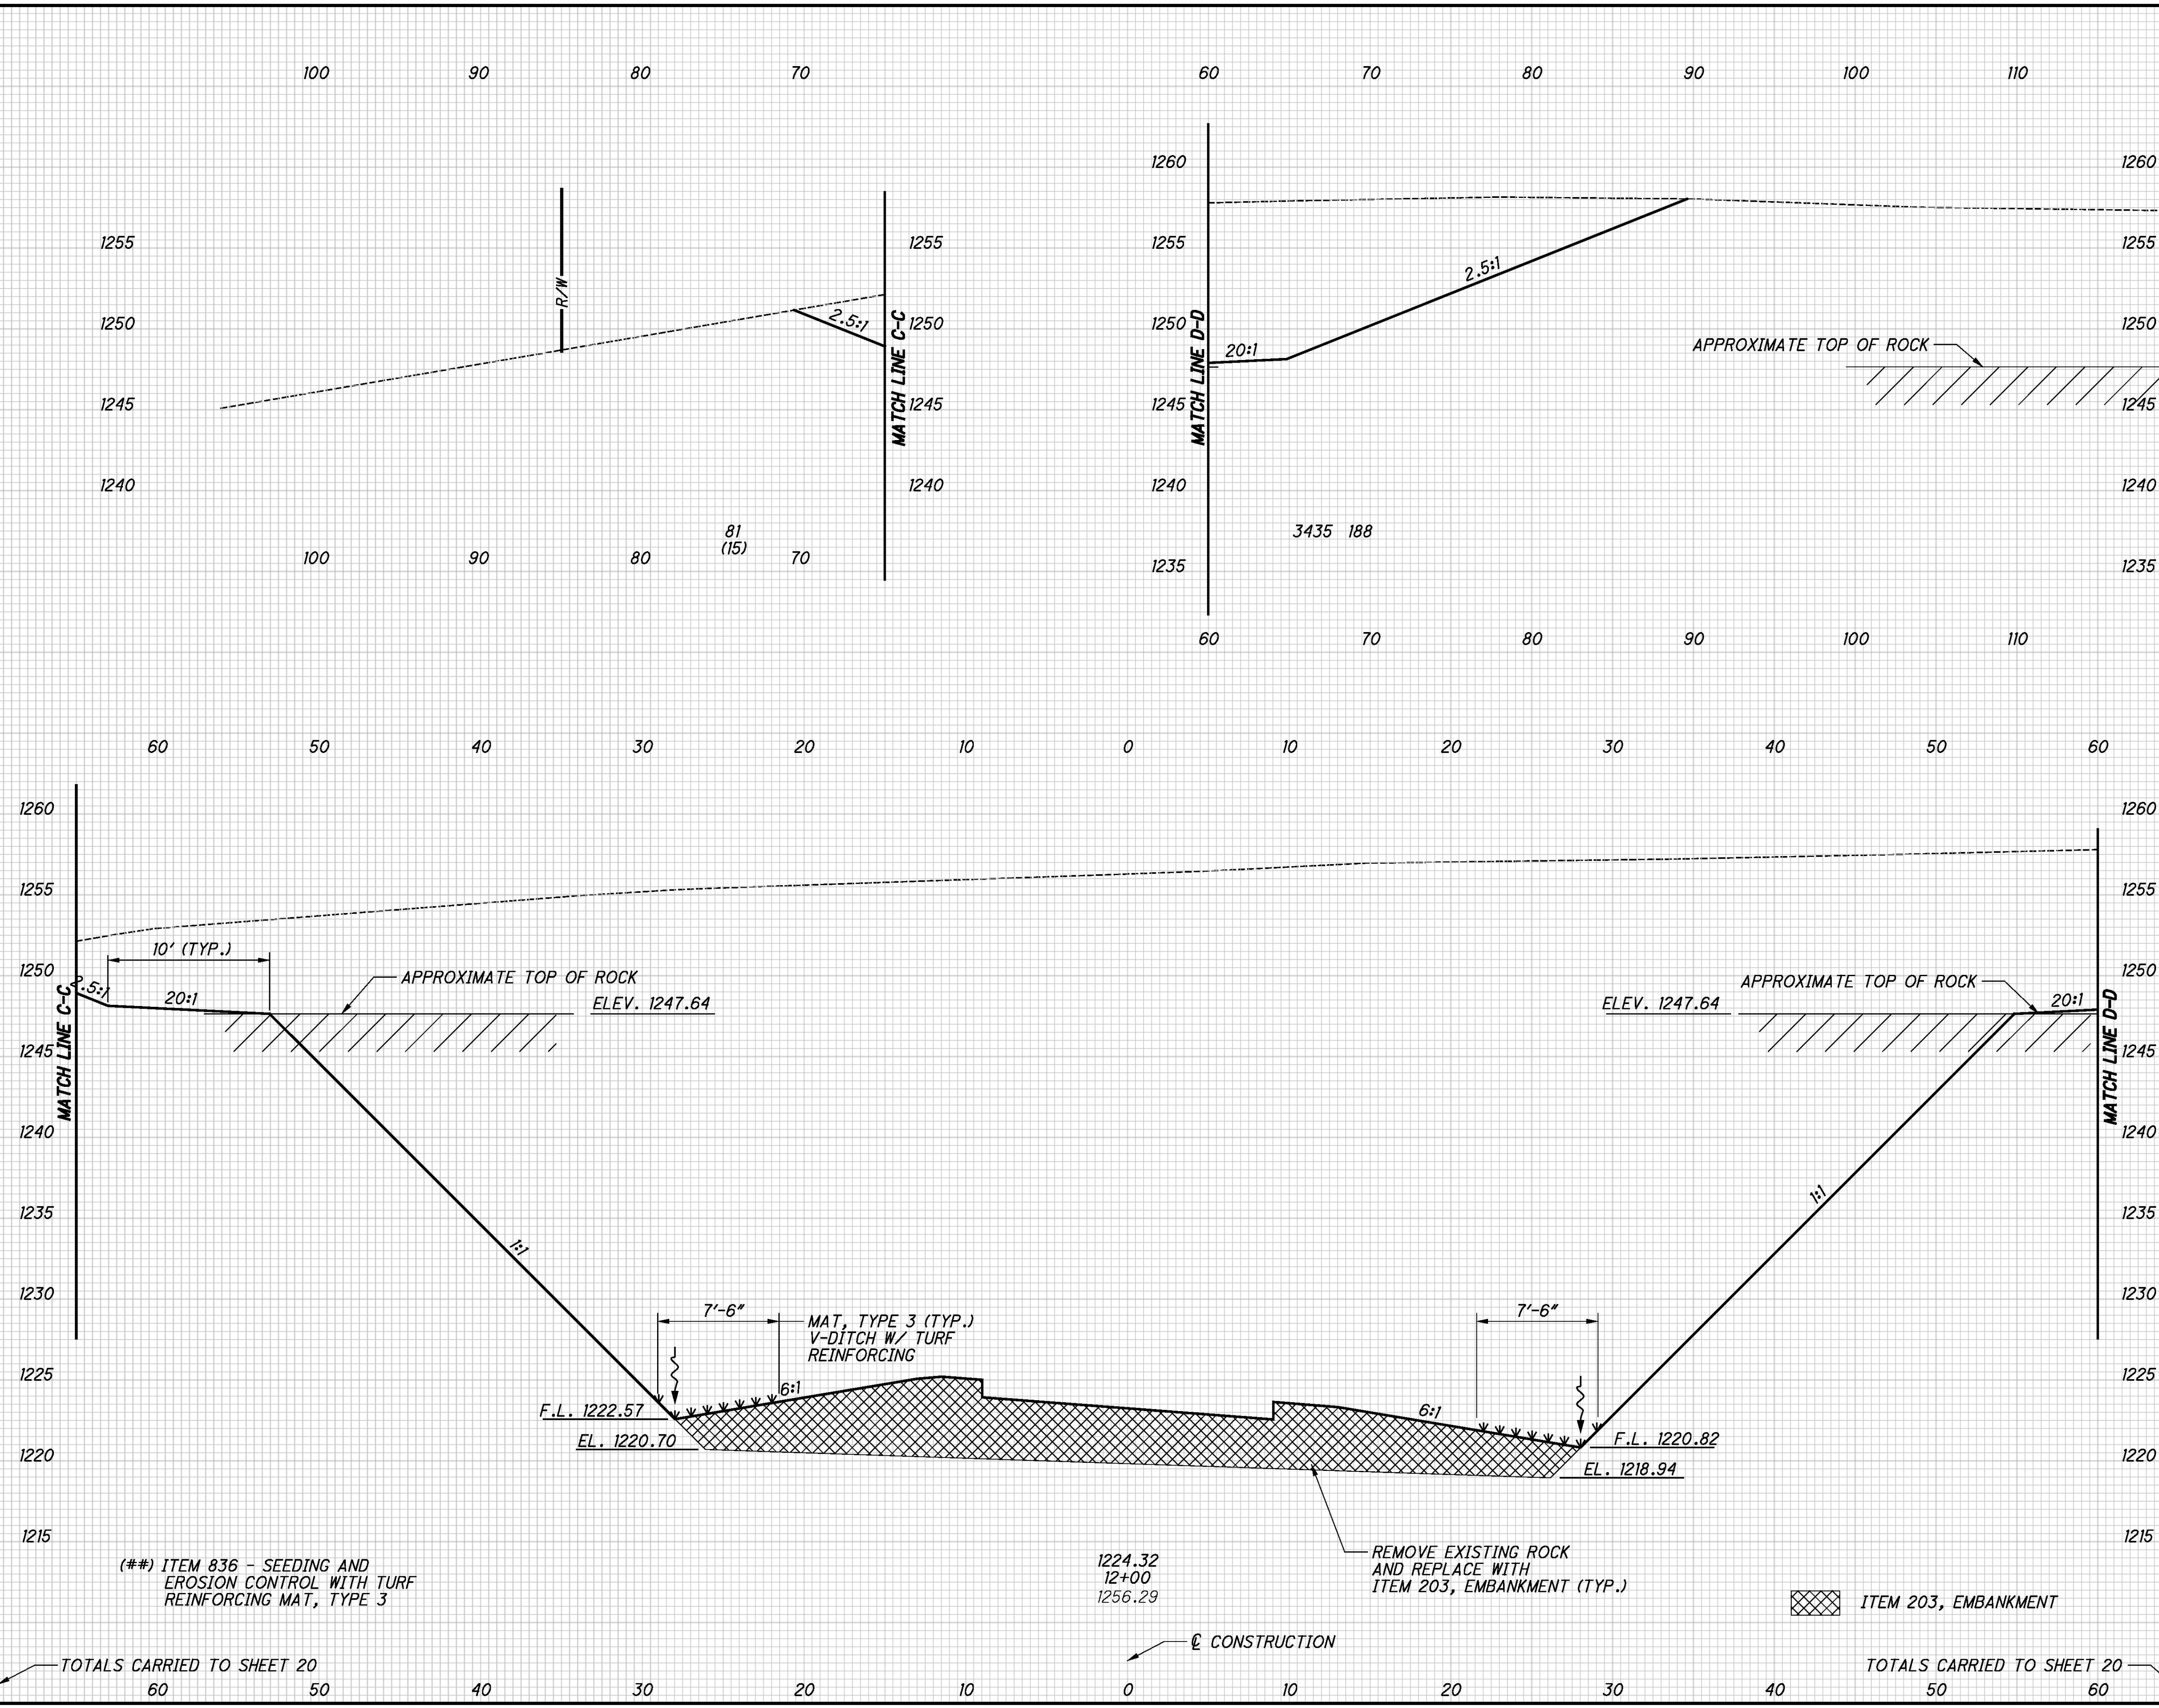 100 90 80 70 60 70 80 90 100 110
1260 1260
1255 1255 1255 1255
R/W
2.5:1
2.5:1
1250 1250 1250 1250
MATCH LINE C-C
MATCH LINE D-D
20:1
APPROXIMATE TOP OF ROCK
1245 1245 1245 1245
1240 1240 1240 1240
81
(15)
3435 188
100 90 80 70
1235 1235
60 70 80 90 100 110
60 50 40 30 20 10 0 10 20 30 40 50 60
1260 1260
1255 1255
10' (TYP.)
1250 1250
APPROXIMATE TOP OF ROCK
APPROXIMATE TOP OF ROCK
2.5:1
20:1
ELEV. 1247.64
ELEV. 1247.64
20:1
MATCH LINE C-C
MATCH LINE D-D
1245 1245
1240 1240
1235 1235
1:1
1:1
1230 1230
7'-6"
7'-6"
MAT, TYPE 3 (TYP.)
V-DITCH W/ TURF
REINFORCING
1225 1225
6:1
6:1
F.L. 1222.57
F.L. 1220.82
EL. 1220.70
EL. 1218.94
1220 1220
1215 1215
(##) ITEM 836 - SEEDING AND
EROSION CONTROL WITH TURF
REINFORCING MAT, TYPE 3
1224.32
12+00
1256.29
REMOVE EXISTING ROCK
AND REPLACE WITH
ITEM 203, EMBANKMENT (TYP.)
ITEM 203, EMBANKMENT
℄ CONSTRUCTION
TOTALS CARRIED TO SHEET 20
TOTALS CARRIED TO SHEET 20
60 50 40 30 20 10 0 10 20 30 40 50 60